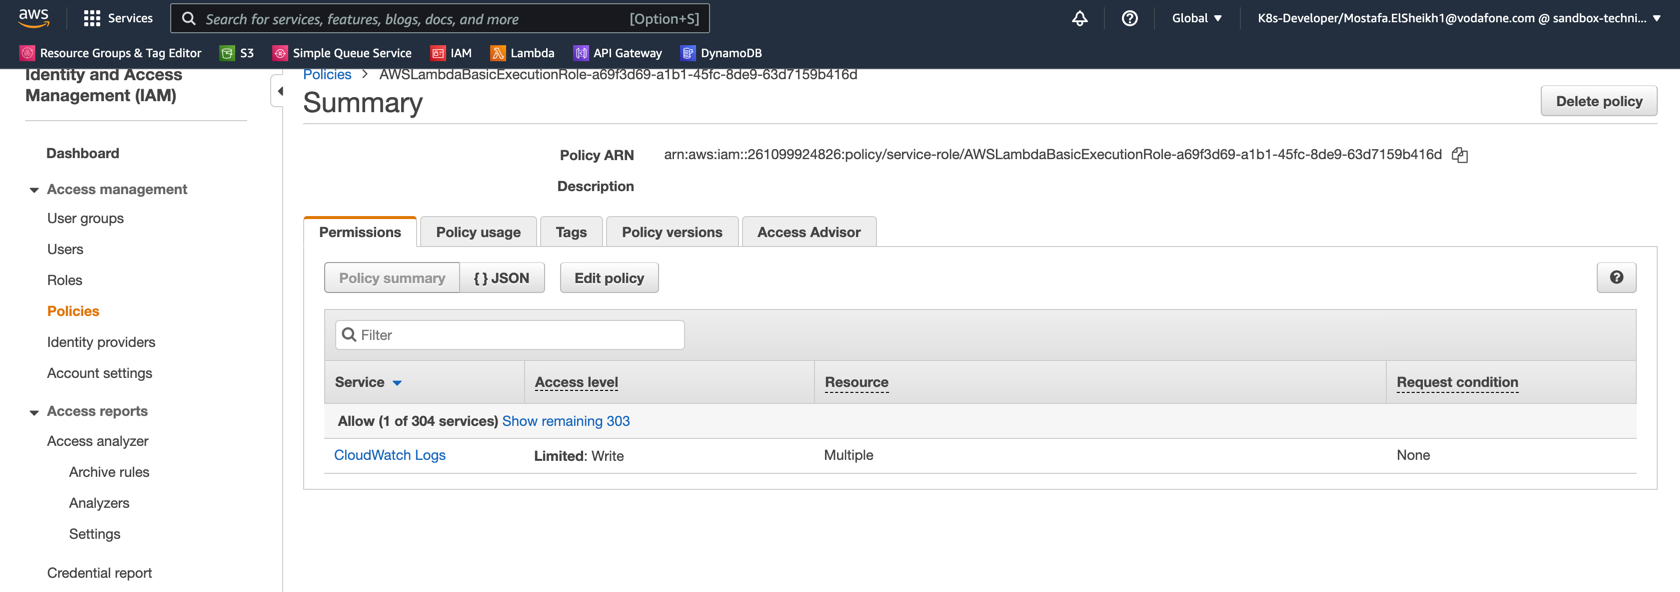 aws
Services
Search for services, features, blogs, docs, and more
[Option+S]
Global
K8s-Developer/Mostafa.ElSheikh1@vodafone.com @ sandbox-techni...
Resource Groups & Tag Editor
S3
Simple Queue Service
IAM
Lambda
API Gateway
DynamoDB
Identity and Access
Management (IAM)
Dashboard
Access management
User groups
Users
Roles
Policies
Identity providers
Account settings
Access reports
Access analyzer
Archive rules
Analyzers
Settings
Credential report
Policies > AWSLambdaBasicExecutionRole-a69f3d69-a1b1-45fc-8de9-63d7159b416d
Summary
Delete policy
Policy ARN
arn:aws:iam::261099924826:policy/service-role/AWSLambdaBasicExecutionRole-a69f3d69-a1b1-45fc-8de9-63d7159b416d
Description
Permissions
Policy usage
Tags
Policy versions
Access Advisor
Policy summary
{ } JSON
Edit policy
?
Filter
Service
Access level
Resource
Request condition
Allow (1 of 304 services) Show remaining 303
CloudWatch Logs
Limited: Write
Multiple
None